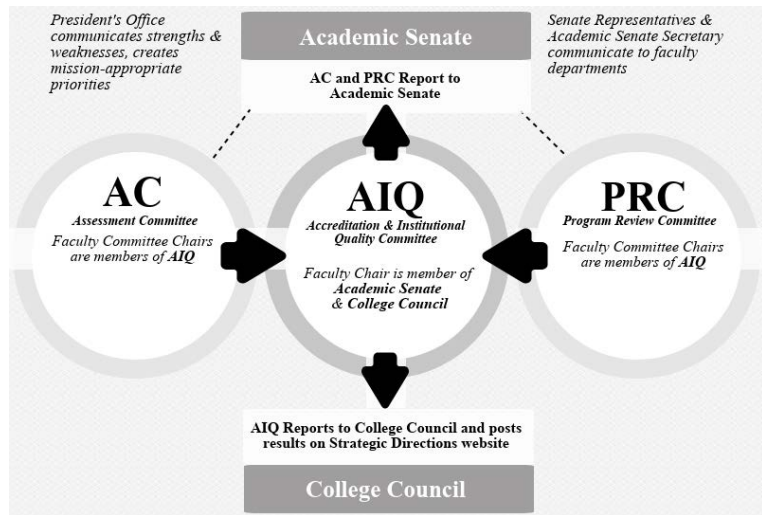 President's Office
communicates strengths &
weaknesses, creates
mission-appropriate
priorities
Academic Senate
AC and PRC Report to
Academic Senate
Senate Representatives &
Academic Senate Secretary
communicate to faculty
departments
AC
Assessment Committee
Faculty Committee Chairs
are members of AIQ
AIQ
Accreditation & Institutional
Quality Committee
Faculty Chair is member of
Academic Senate
& College Council
PRC
Program Review Committee
Faculty Committee Chairs
are members of AIQ
AIQ Reports to College Council and posts
results on Strategic Directions website
College Council